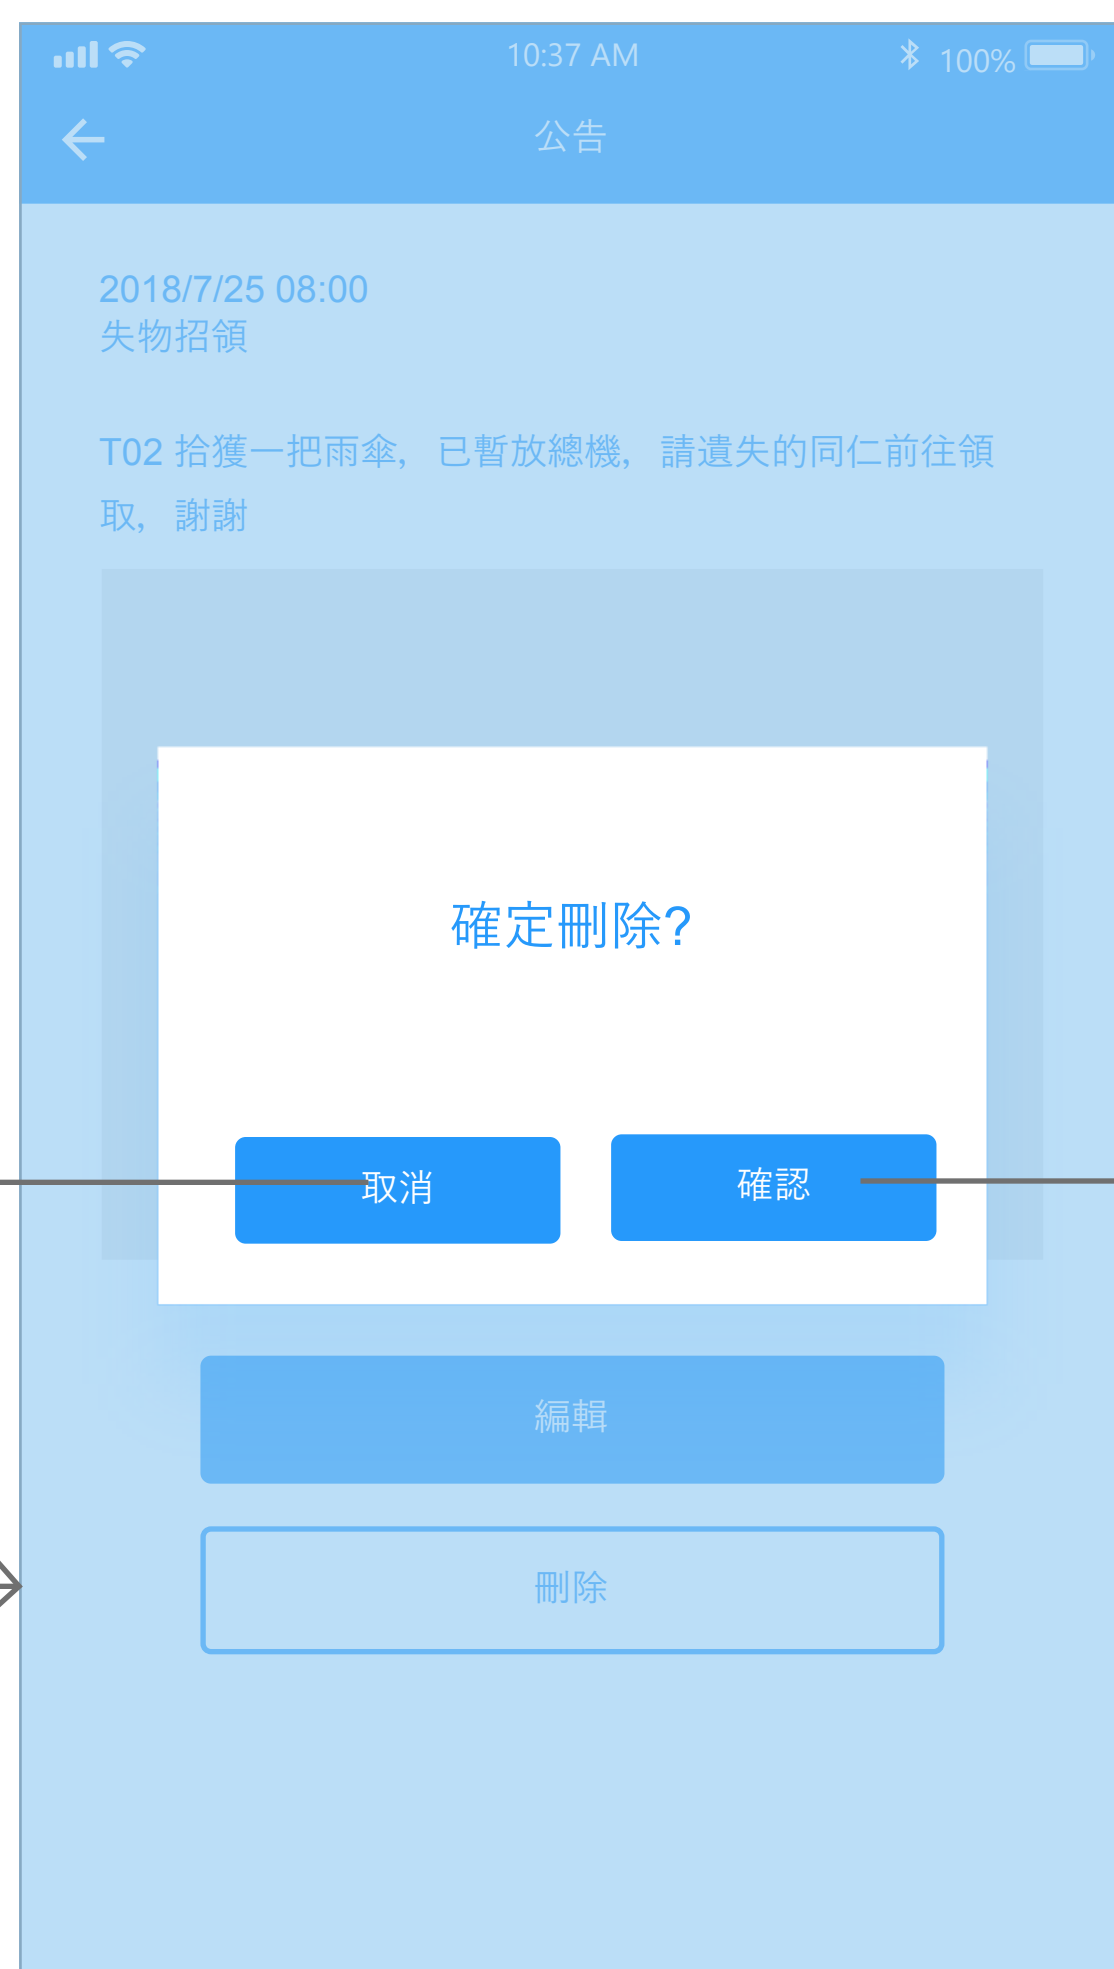 10:37 AM
100%
公告
2018/7/25 08:00
失物招領
T02 拾獲一把雨傘，已暫放總機，請遺失的同仁前往領
取，謝謝
確定刪除?
取消
確認
編輯
刪除